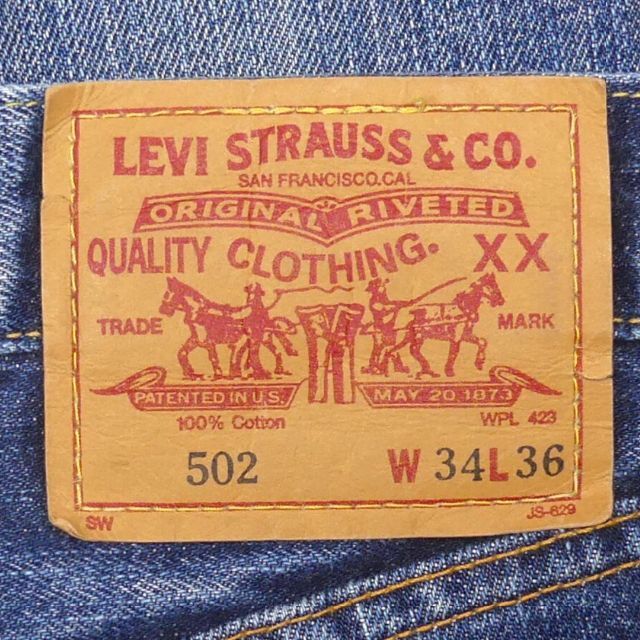 LEVI STRAUSS & CO.
SAN FRANCISCO.CAL
ORIGINAL RIVETED
QUALITY CLOTHING. XX
TRADE MARK
PATENTED IN U.S. MAY 20 1873
100% Cotton WPL 423
502 W 34 L 36
SW JS-629